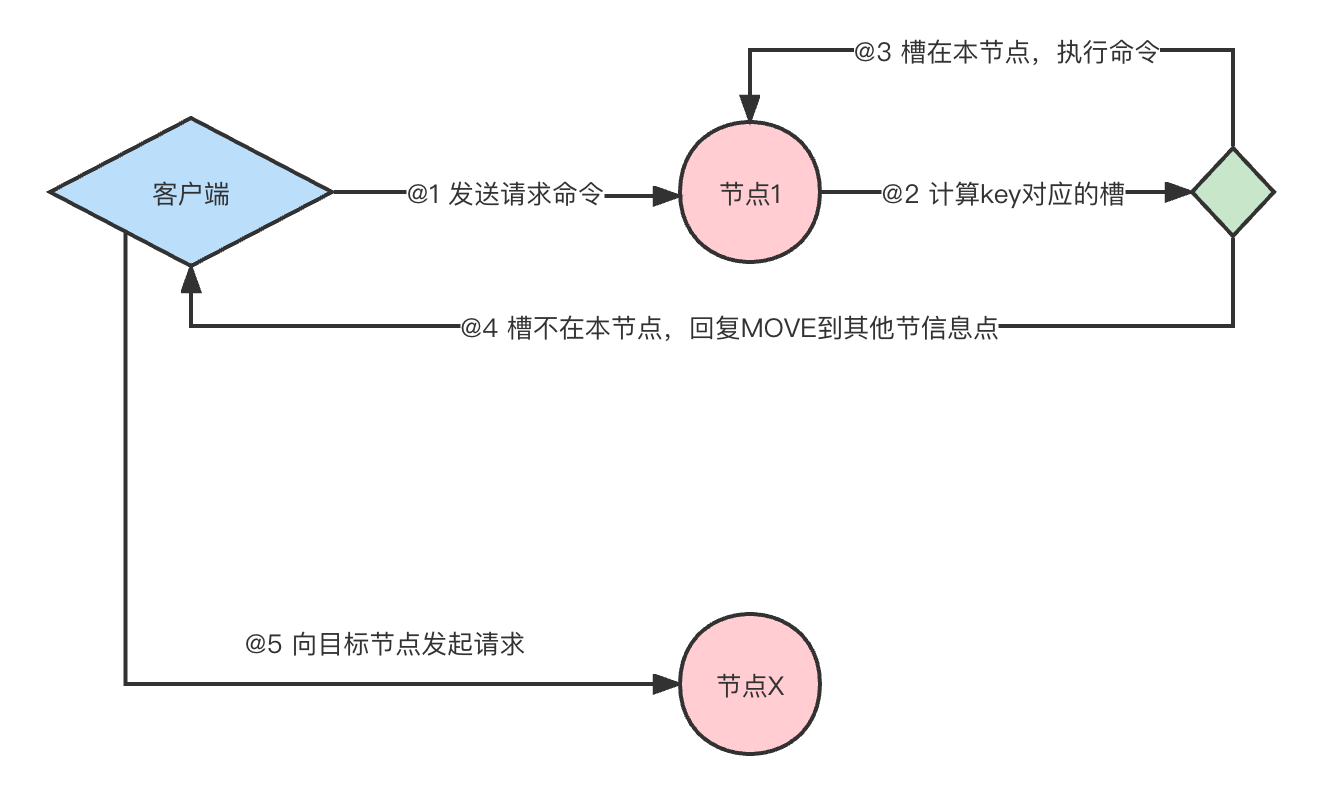 @3 槽在本节点，执行命令
客户端
@1 发送请求命令
节点1
@2 计算key对应的槽
@4 槽不在本节点，回复MOVE到其他节信息点
@5 向目标节点发起请求
节点X